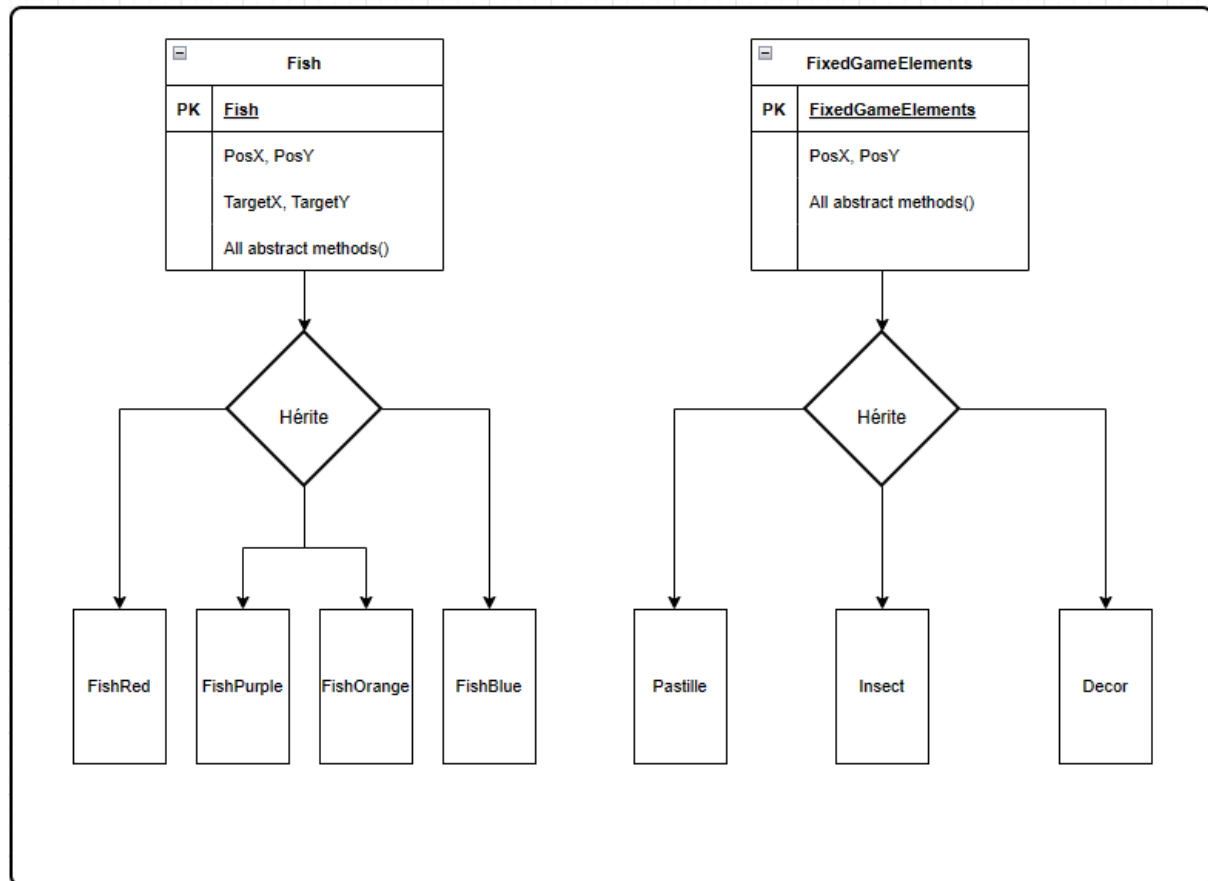 Fish
PK Fish
PosX, PosY
TargetX, TargetY
All abstract methods()
Hérite
FishRed
FishPurple
FishOrange
FishBlue
FixedGameElements
PK FixedGameElements
PosX, PosY
All abstract methods()
Hérite
Pastille
Insect
Decor